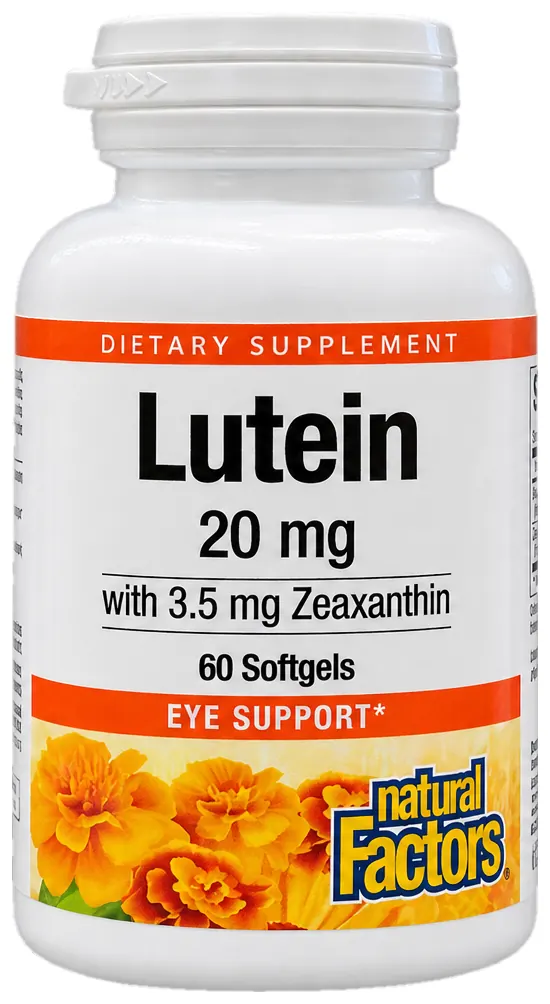 DIETARY SUPPLEMENT
Lutein
20 mg
with 3.5 mg Zeaxanthin
60 Softgels
EYE SUPPORT*
natural
Factors®